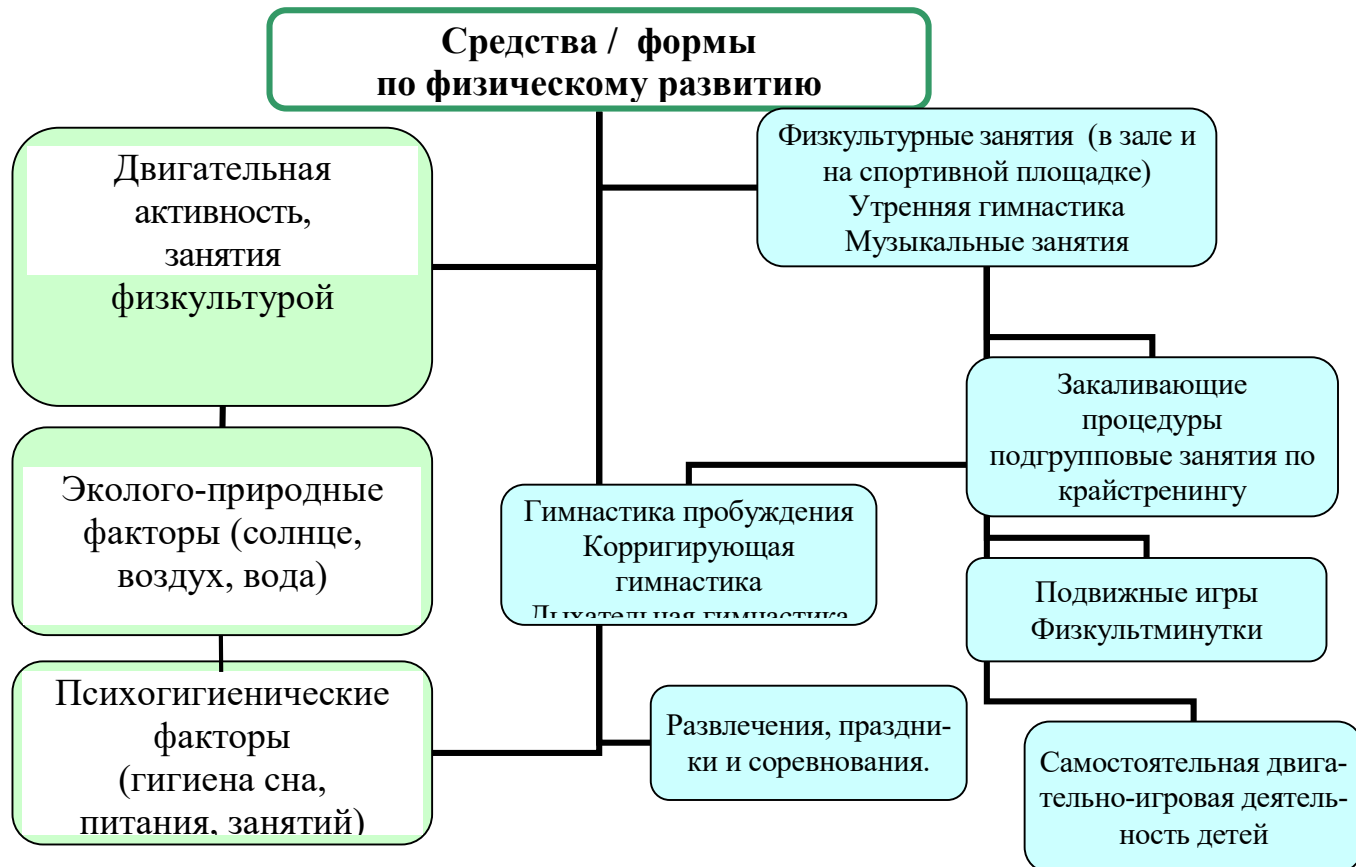 Средства / формы
по физическому развитию
Двигательная
активность,
занятия
физкультурой
Эколого-природные
факторы (солнце,
воздух, вода)
Психогигиенические
факторы
(гигиена сна,
питания, занятий)
Физкультурные занятия (в зале и
на спортивной площадке)
Утренняя гимнастика
Музыкальные занятия
Закаливающие
процедуры
подгрупповые занятия по
крайстренингу
Гимнастика пробуждения
Корригирующая
гимнастика
Дыхательная гимнастика
Подвижные игры
Физкультминутки
Развлечения, праздни-
ки и соревнования.
Самостоятельная двига-
тельно-игровая деятель-
ность детей